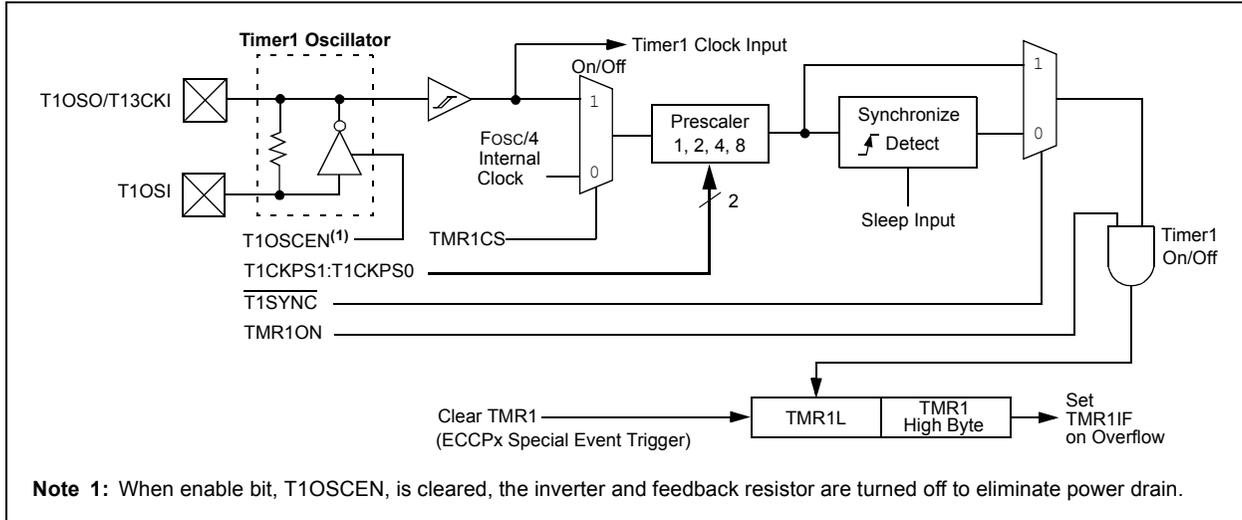 Timer1 Oscillator
Timer1 Clock Input
On/Off
T1OSO/T13CKI
1
1
FOSC/4
Internal
Clock
0
Prescaler
1, 2, 4, 8
Synchronize
Detect
0
T1OSI
2
Sleep Input
T1OSCEN(1)
TMR1CS
Timer1
On/Off
T1CKPS1:T1CKPS0
T1SYNC
TMR1ON
Clear TMR1
(ECCPx Special Event Trigger)
TMR1L
TMR1
High Byte
Set
TMR1IF
on Overflow
Note 1: When enable bit, T1OSCEN, is cleared, the inverter and feedback resistor are turned off to eliminate power drain.